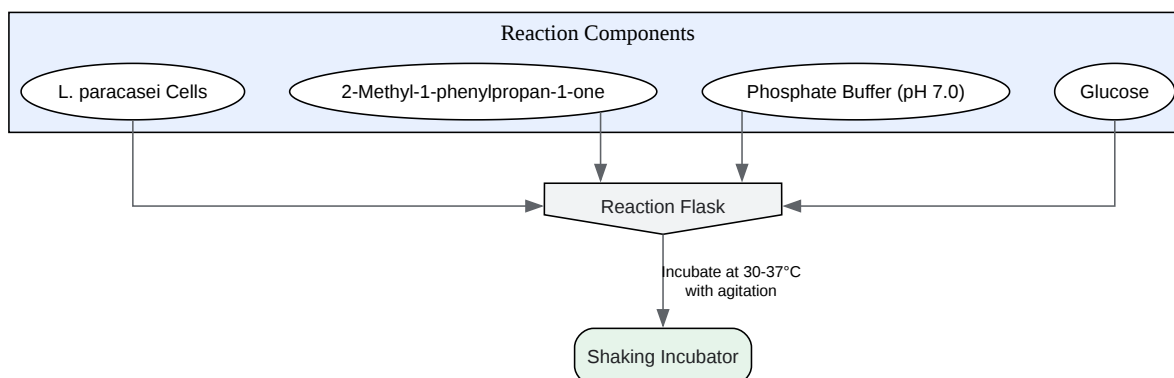 Reaction Components
L. paracasei Cells
2-Methyl-1-phenylpropan-1-one
Phosphate Buffer (pH 7.0)
Glucose
Reaction Flask
Incubate at 30-37°C
with agitation
Shaking Incubator